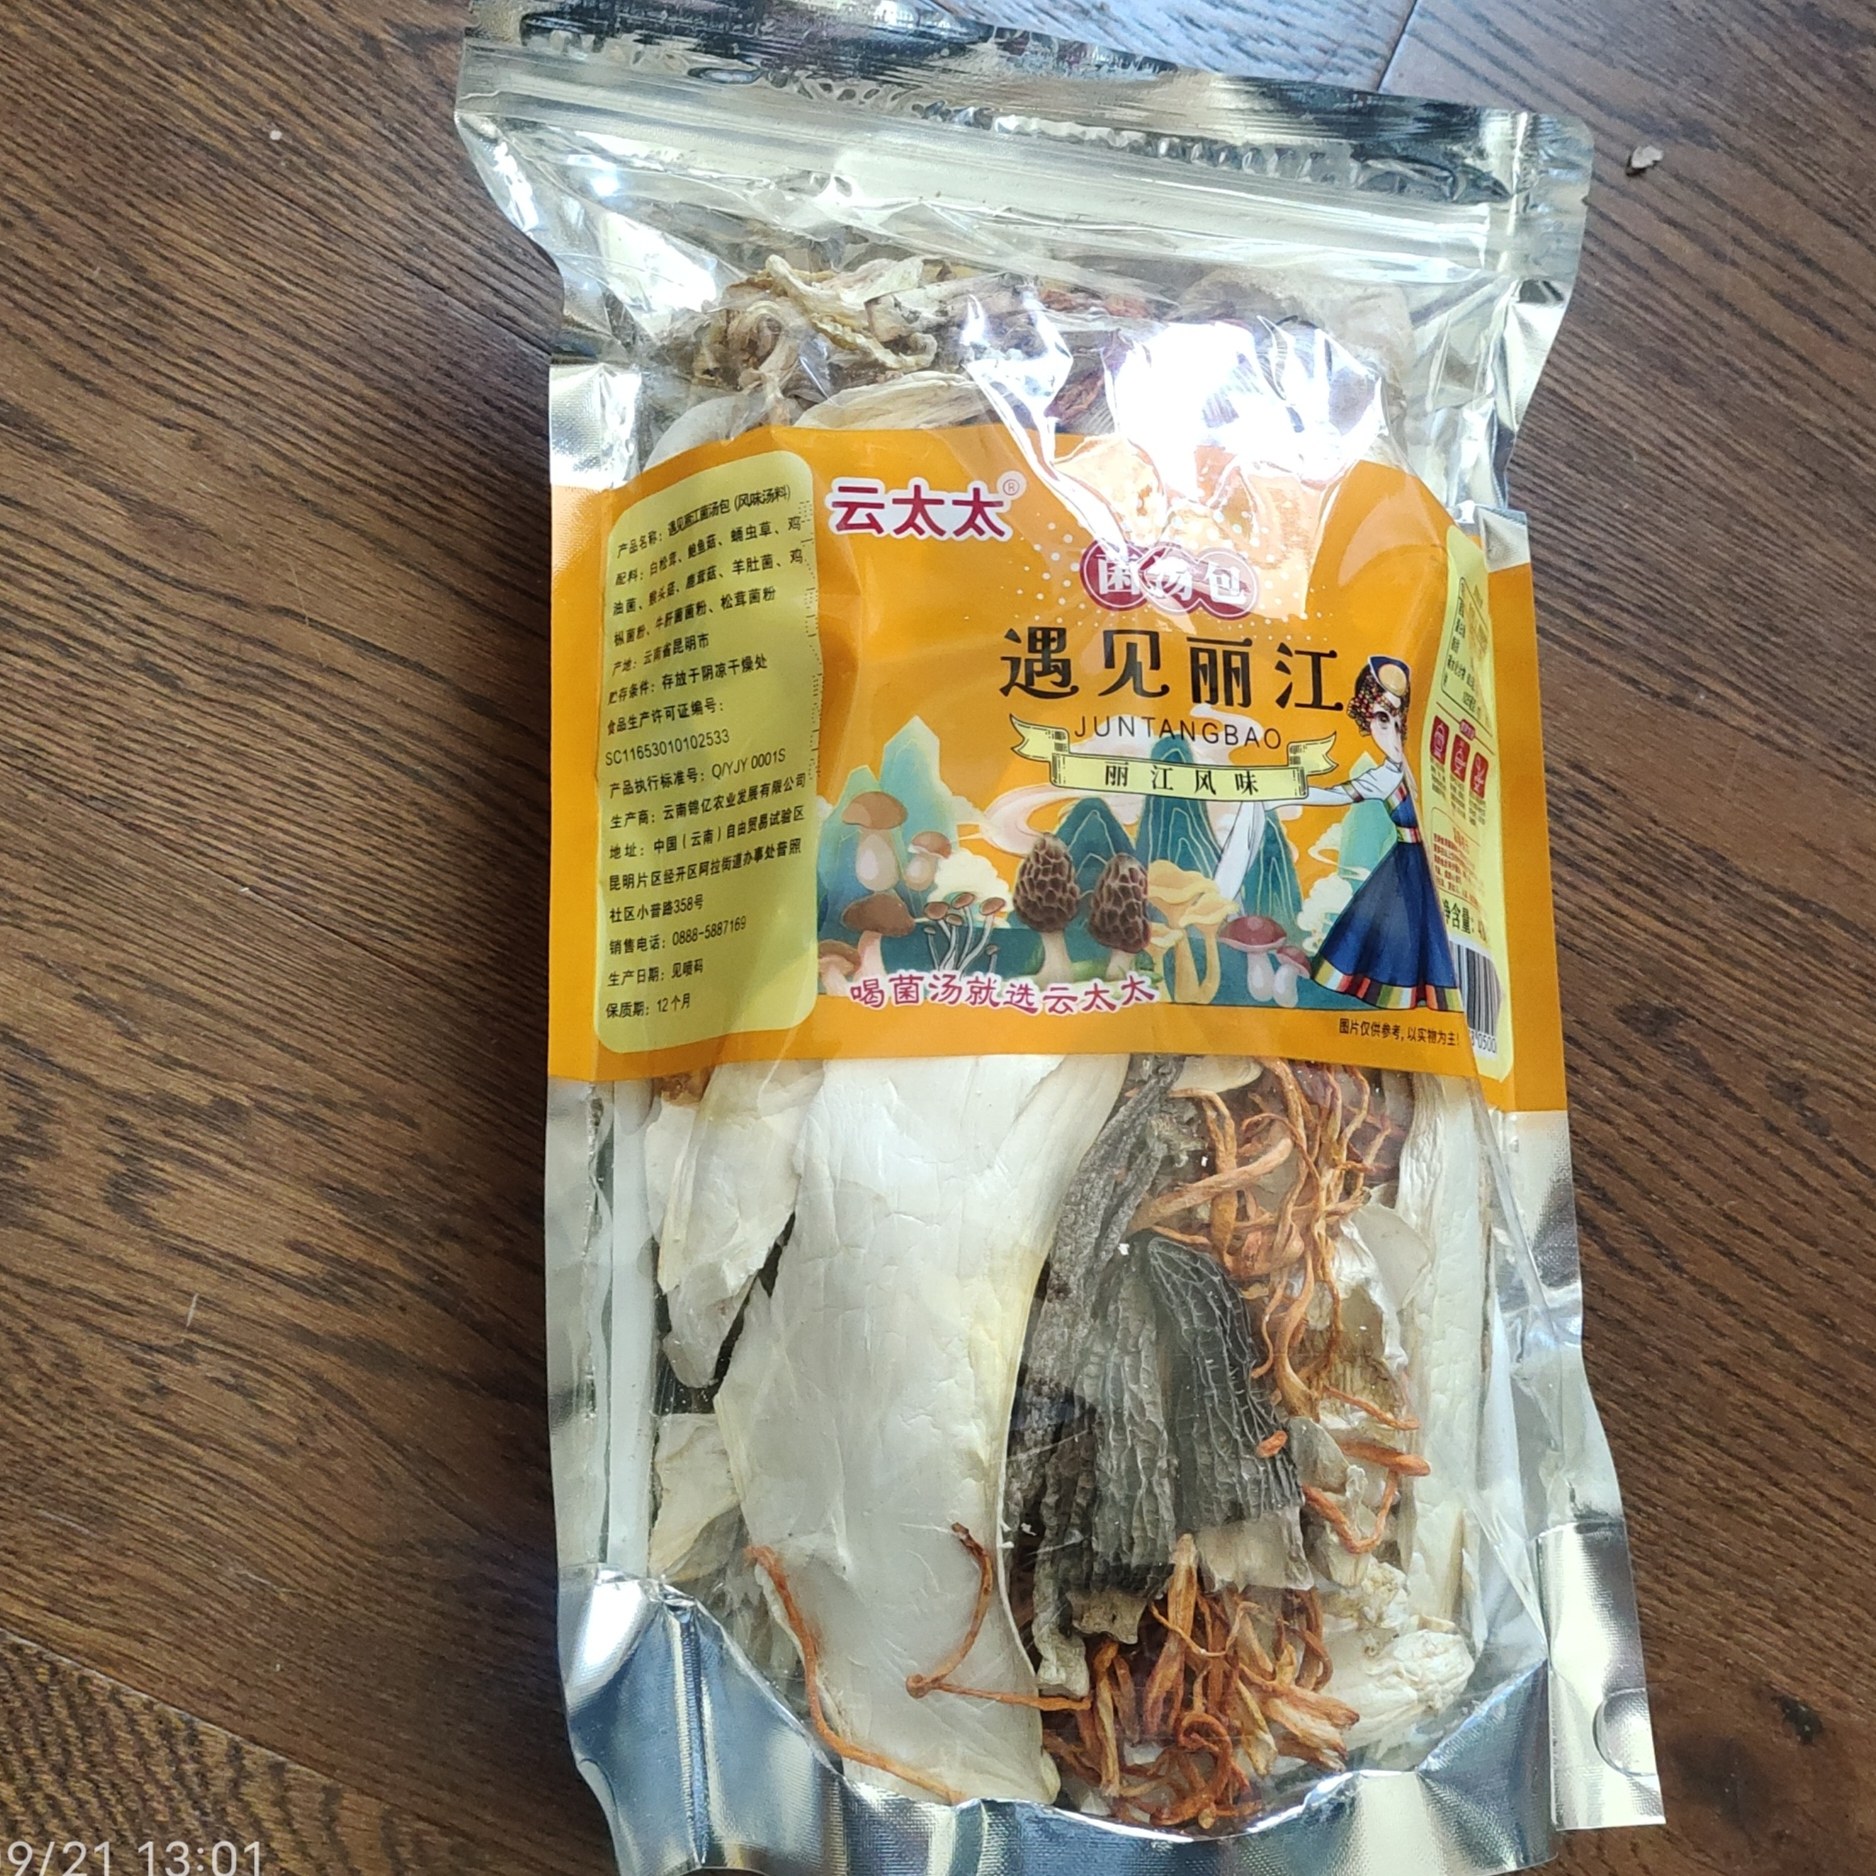 产品名称：遇见丽江菌汤包（风味汤料）
配料：白松茸、鲍鱼菇、蛹虫草、鸡
油菌、猴头菇、鹿茸菇、羊肚菌、鸡
枞菌粉、牛肝菌菌粉、松茸菌粉
产地：云南省昆明市
贮存条件：存放于阴凉干燥处
食品生产许可证编号：
SC11653010102533
产品执行标准号：Q/YJY 0001S
生产商：云南锦亿农业发展有限公司
地址：中国（云南）自由贸易试验区
昆明片区经开区阿拉街道办事处普照
社区小普路358号
销售电话：0888-5887169
生产日期：见喷码
保质期：12个月
云太太®
菌汤包
遇见丽江
JUNTANGBAO
丽江风味
喝菌汤就选云太太
图片仅供参考，以实物为主！
净含量：
9/21 13:01